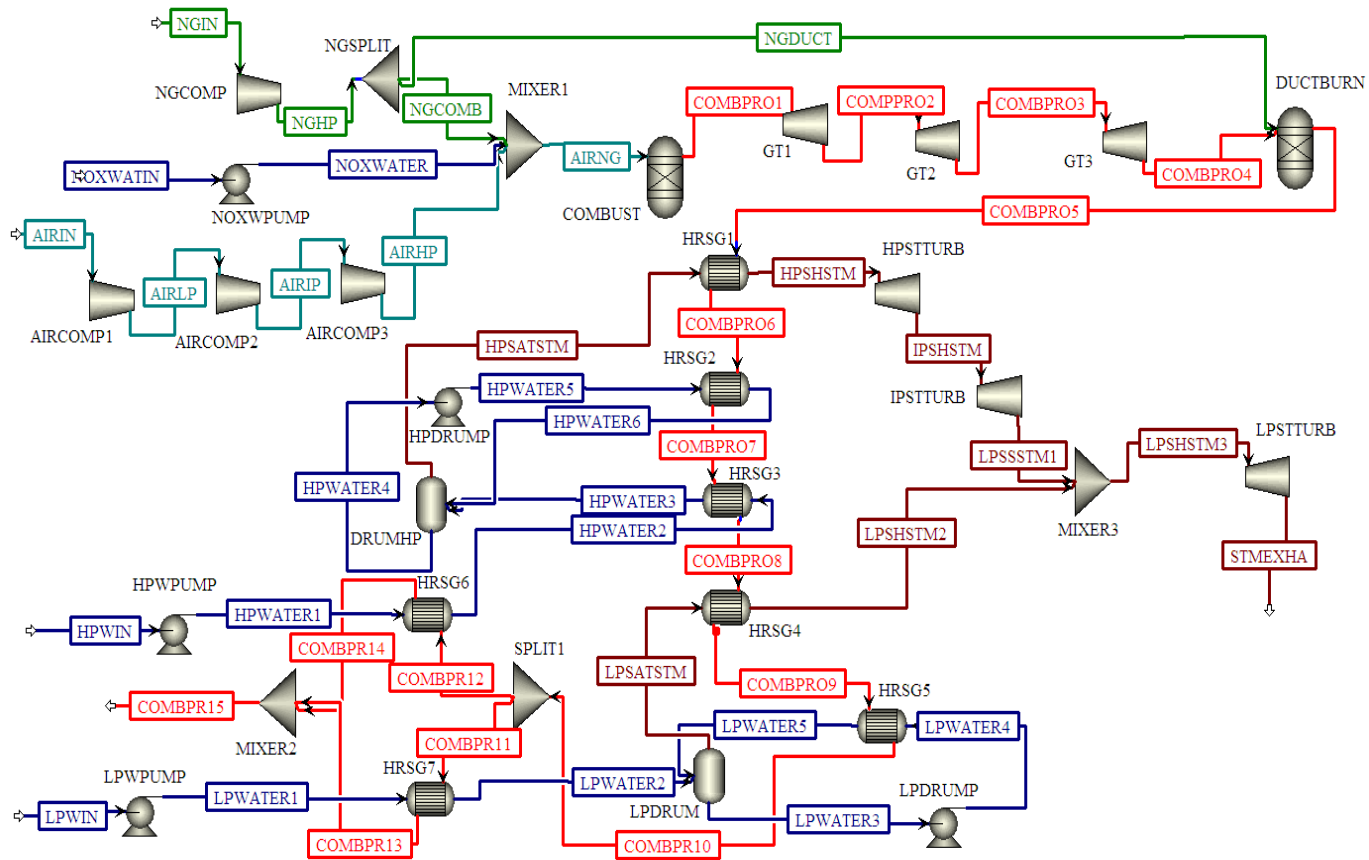 NGIN
NGSPLIT
NGDUCT
NGCOMP
MIXER1
DUCTBURN
NGHP
NGCOMB
COMBPRO1
COMPPRO2
COMBPRO3
NOXWATIN
NOXWATER
AIRNG
GT1
GT2
GT3
COMBPRO4
NOXWPUMP
COMBUST
COMBPRO5
AIRIN
AIRHP
HRSG1
HPSTTURB
AIRLP
AIRIP
HPSHSTM
AIRCOMP1
AIRCOMP2
AIRCOMP3
COMBPRO6
HPSATSTM
HRSG2
IPSHSTM
HPWATER5
IPSTTURB
HPDRUMP
HPWATER6
COMBPRO7
LPSTTURB
HPWATER4
HRSG3
LPSSSTM1
LPSHSTM3
HPWATER3
DRUMHP
HPWATER2
LPSHSTM2
MIXER3
COMBPRO8
STMEXHA
HPWPUMP
HRSG6
HPWIN
HPWATER1
HRSG4
COMBPR14
SPLIT1
LPSATSTM
COMBPR12
COMBPRO9
HRSG5
COMBPR15
LPWATER5
LPWATER4
MIXER2
COMBPR11
LPWPUMP
HRSG7
LPWATER2
LPWIN
LPWATER1
LPDRUM
LPWATER3
LPDRUMP
COMBPR13
COMBPR10